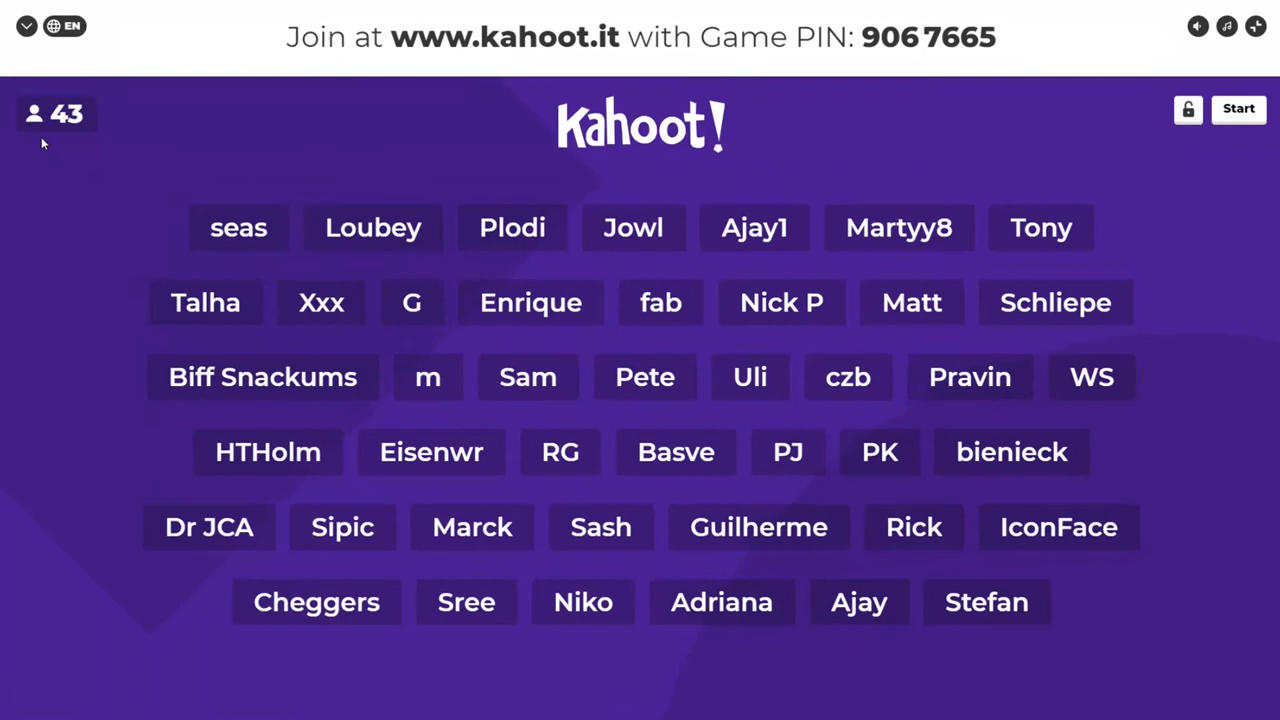 EN
Join at www.kahoot.it with Game PIN: 906 7665
43
Kahoot!
Start
seas Loubey Plodi Jowl Ajay1 Martyy8 Tony
Talha Xxx G Enrique fab Nick P Matt Schliepe
Biff Snackums m Sam Pete Uli czb Pravin WS
HTHolm Eisenwr RG Basve PJ PK bienieck
Dr JCA Sipic Marck Sash Guilherme Rick IconFace
Cheggers Sree Niko Adriana Ajay Stefan